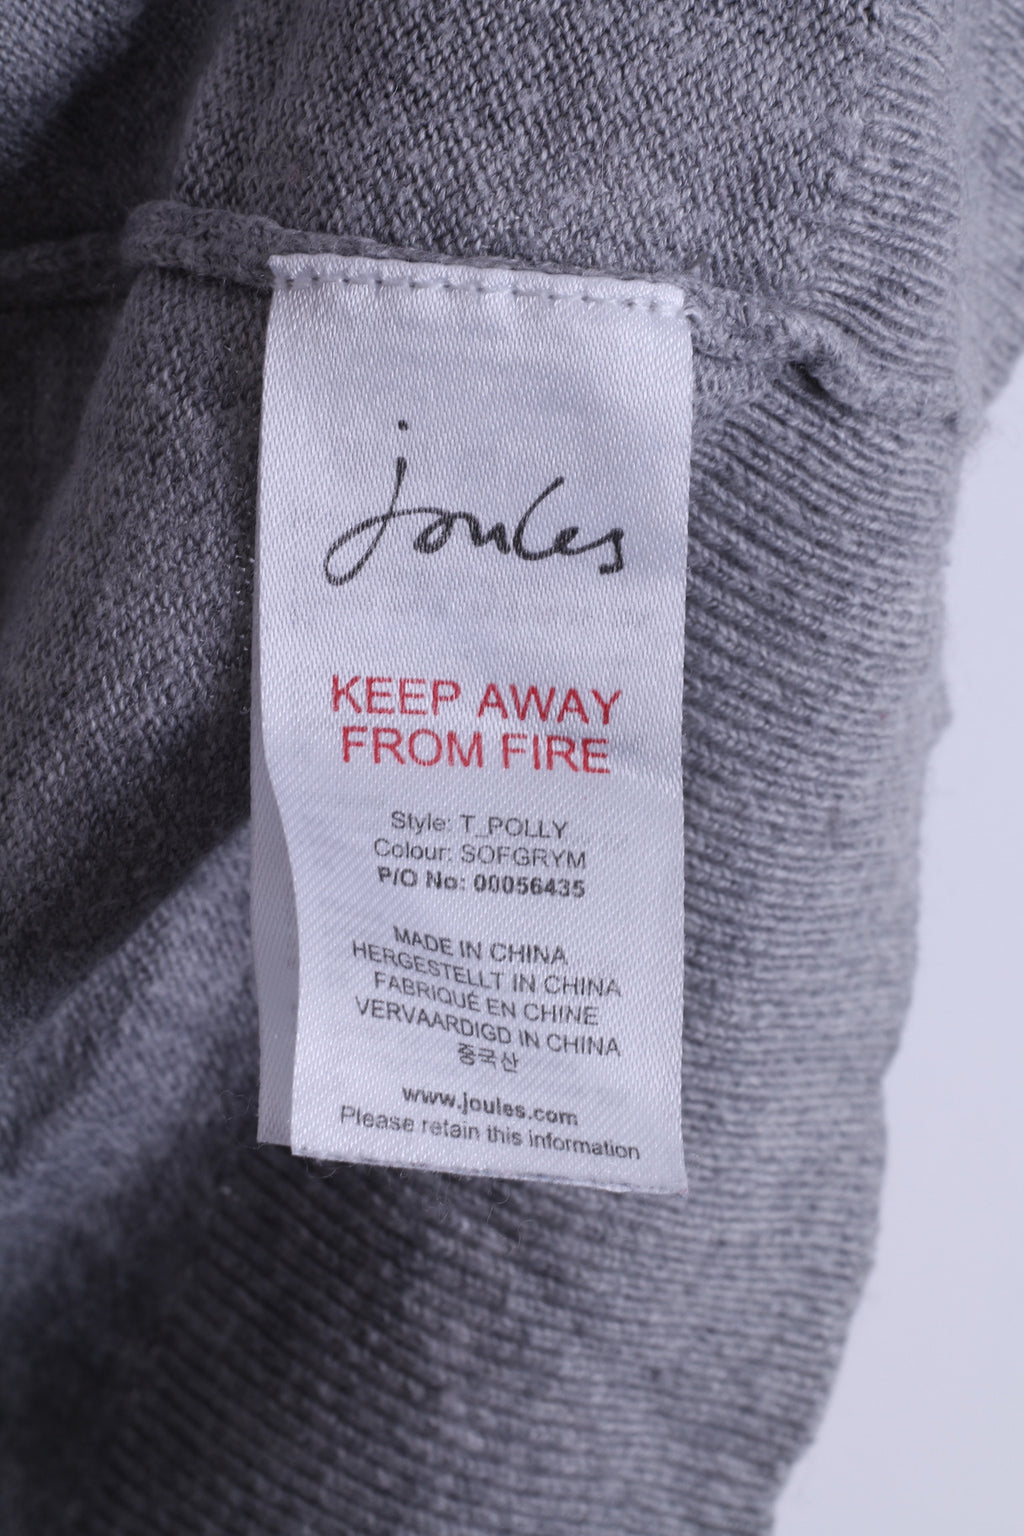 joules
KEEP AWAY
FROM FIRE
Style: T_POLLY
Colour: SOFGRYM
P/O No: 00056435
MADE IN CHINA
HERGESTELLT IN CHINA
FABRIQUÉ EN CHINE
VERVAARDIGD IN CHINA
중국산
www.joules.com
Please retain this information